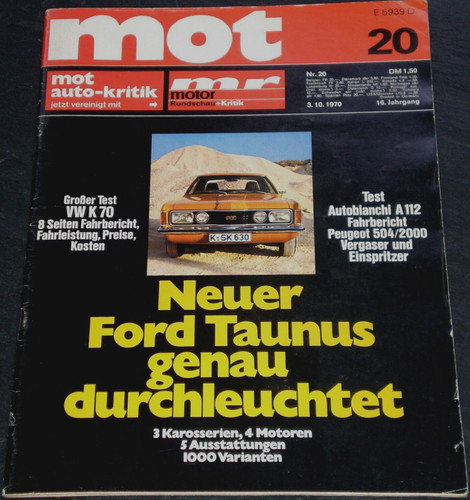 E 5939 D
mot
20
mot
auto-kritik
jetzt vereinigt mit
mr
motor
Rundschau+Kritik
Nr. 20
DM 1,50
3. 10. 1970
16. Jahrgang
Großer Test
VW K 70
8 Seiten Fahrbericht,
Fahrleistung, Preise,
Kosten
Test
Autobianchi A 112
Fahrbericht
Peugeot 504/2000
Vergaser und
Einspritzer
K-SK 630
Neuer
Ford Taunus
genau
durchleuchtet
3 Karosserien, 4 Motoren
5 Ausstattungen
1000 Varianten